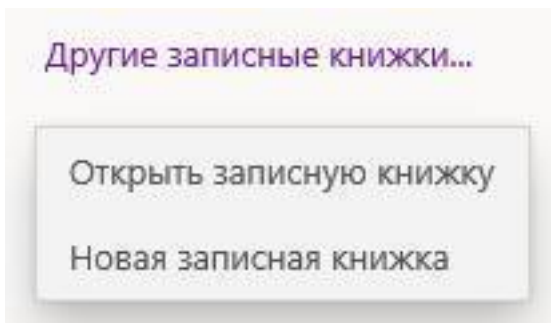 Другие записные книжки...
Открыть записную книжку
Новая записная книжка